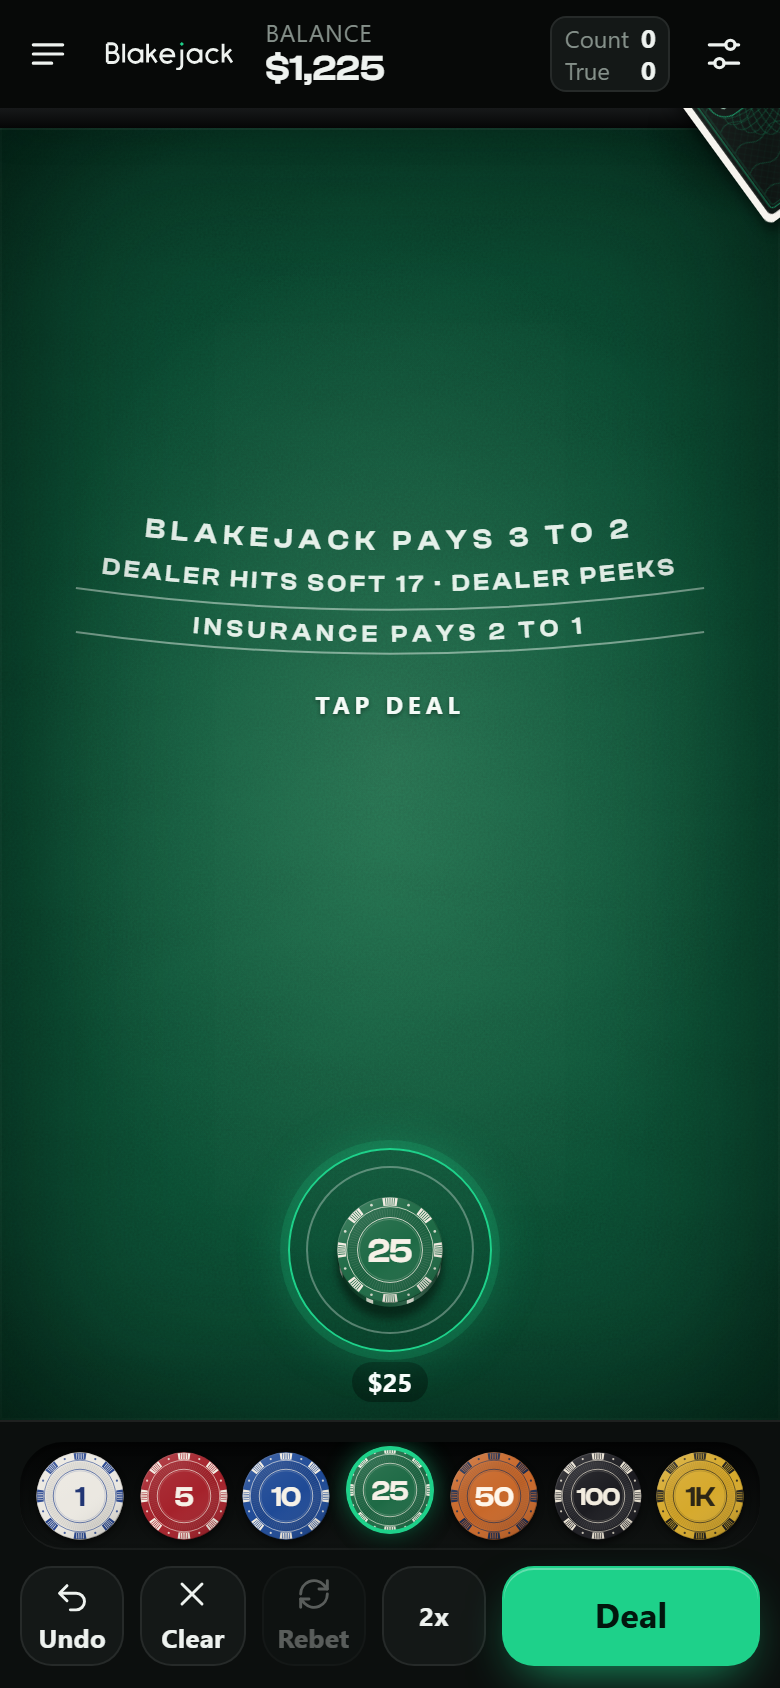 Blakejack
BALANCE
$1,225
Count 0
True 0
BLAKEJACK PAYS 3 TO 2
DEALER HITS SOFT 17 · DEALER PEEKS
INSURANCE PAYS 2 TO 1
TAP DEAL
25
$25
1 5 10 25 50 100 1K
Undo Clear Rebet 2x Deal